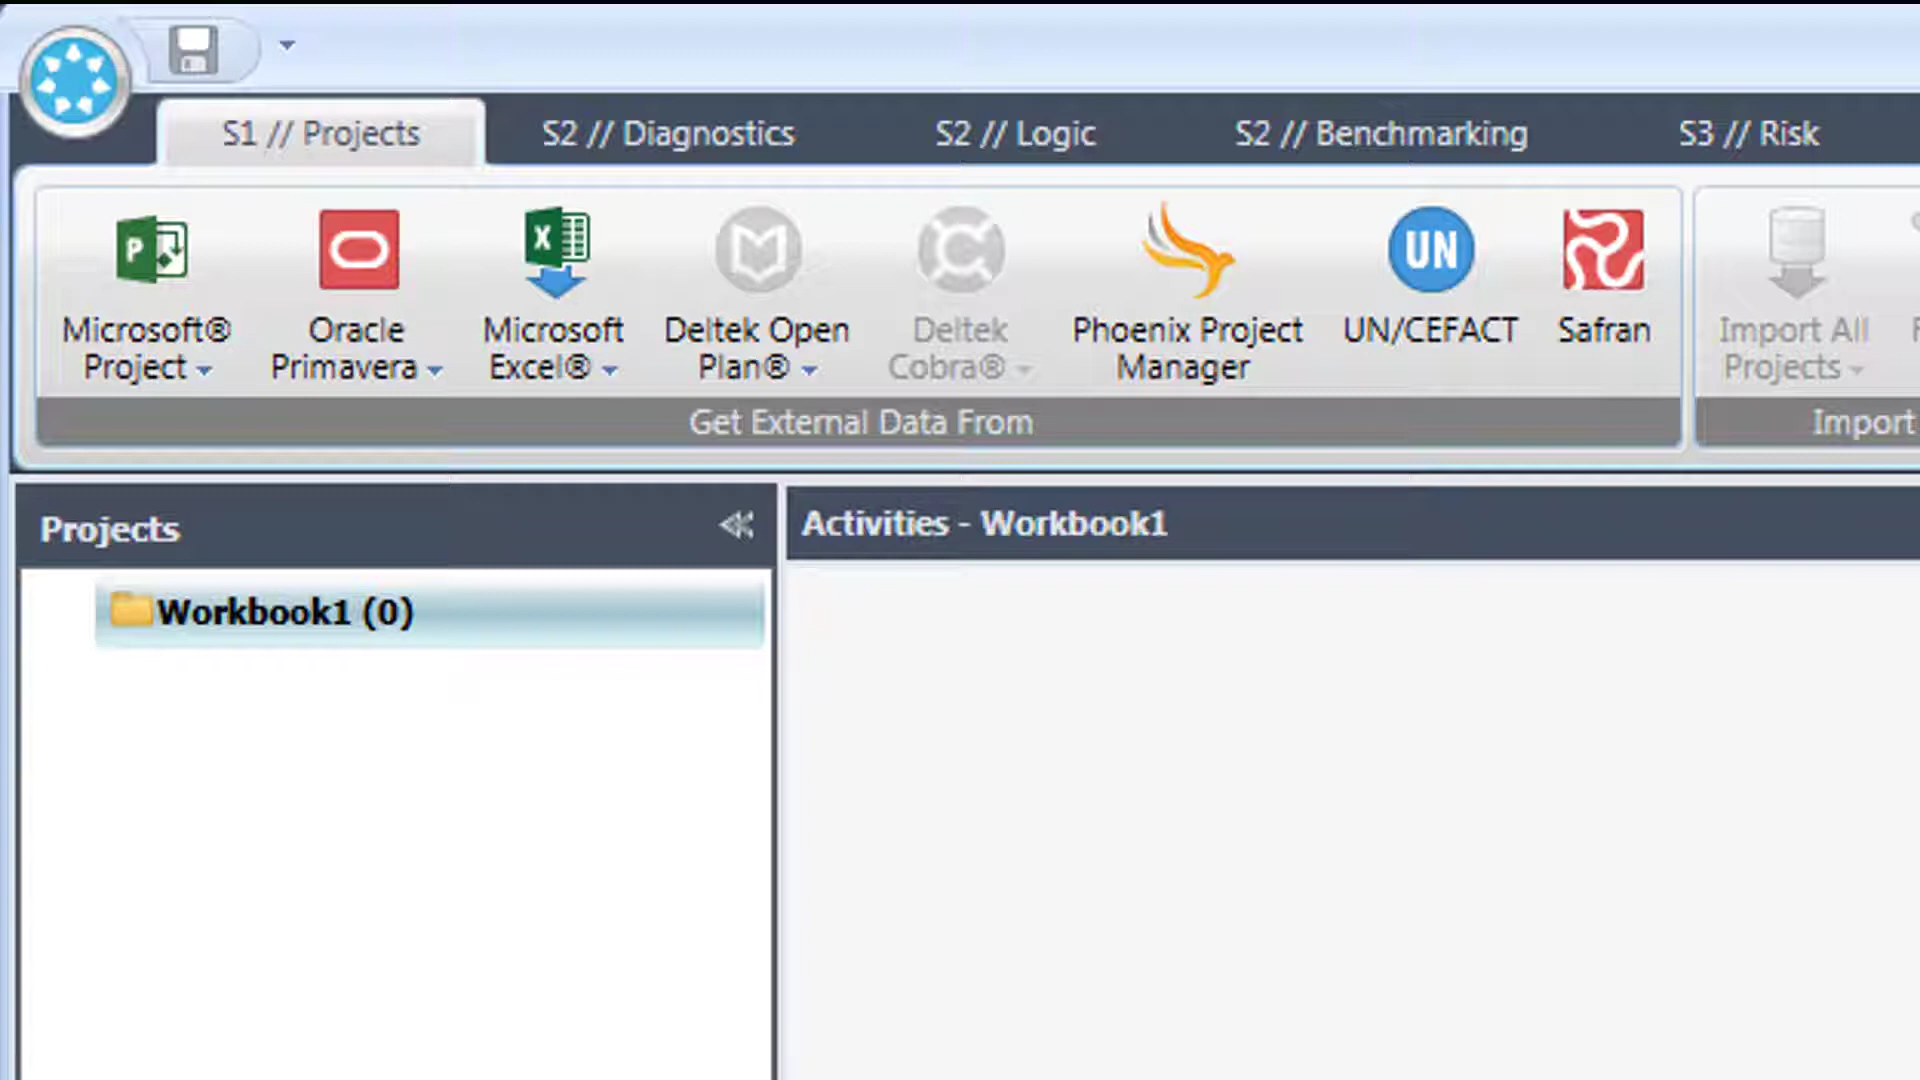 S1 // Projects
S2 // Diagnostics
S2 // Logic
S2 // Benchmarking
S3 // Risk
P
X
UN
Microsoft®
Project
Oracle
Primavera
Microsoft
Excel®
Deltek Open
Plan®
Deltek
Cobra®
Phoenix Project
Manager
UN/CEFACT
Safran
Import All
Projects
Get External Data From
Import
Projects
Activities - Workbook1
Workbook1 (0)